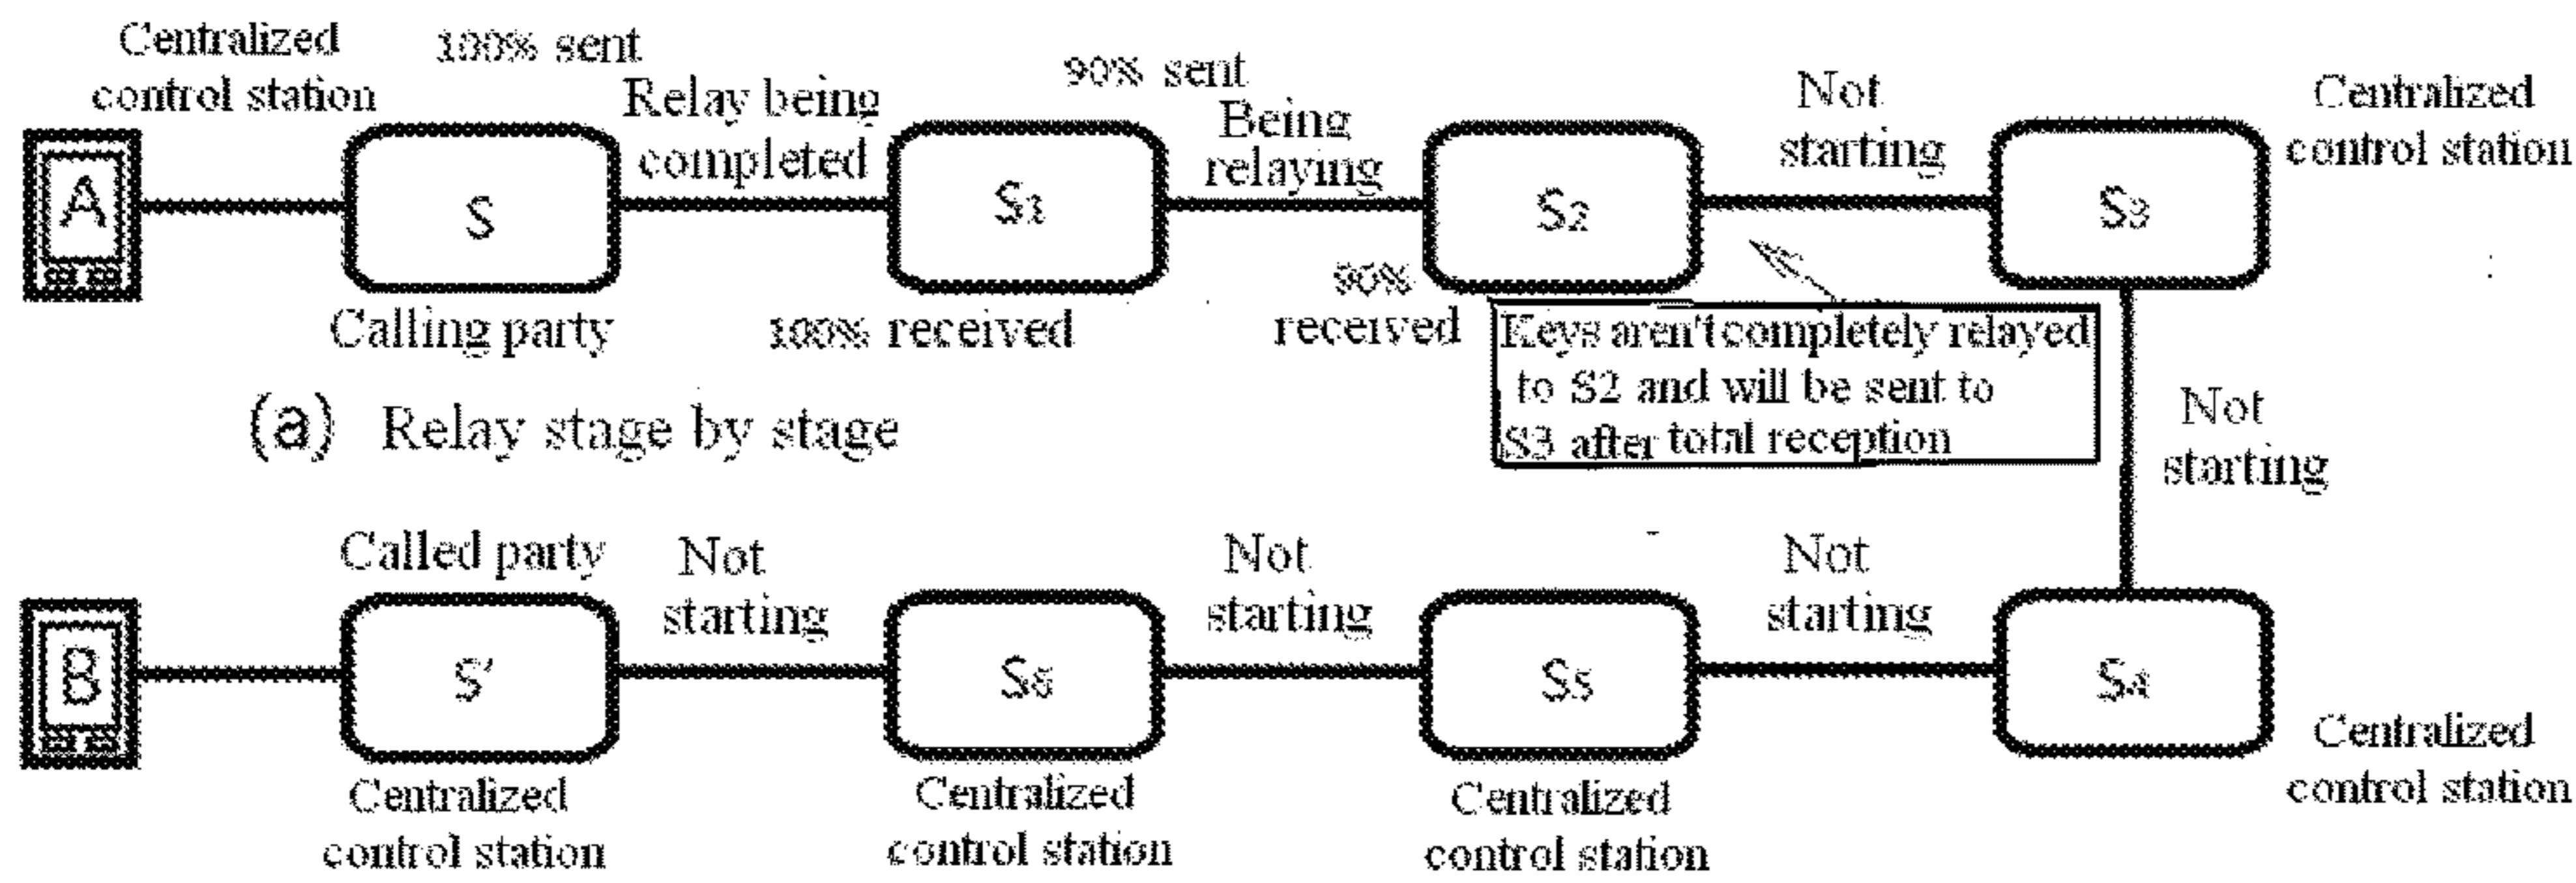 Centralized
control station
100% sent
Relay being
completed
90% sent
Being
relaying
Not
starting
Centralized
control station
A
S
S1
S2
S3
Calling party
100% received
90%
received
Keys aren't completely relayed
to S2 and will be sent to
S3 after total reception
(a) Relay stage by stage
Not
starting
Called party
Not
starting
Not
starting
Not
starting
B
S'
S6
S5
S4
Centralized
control station
Centralized
control station
Centralized
control station
Centralized
control station